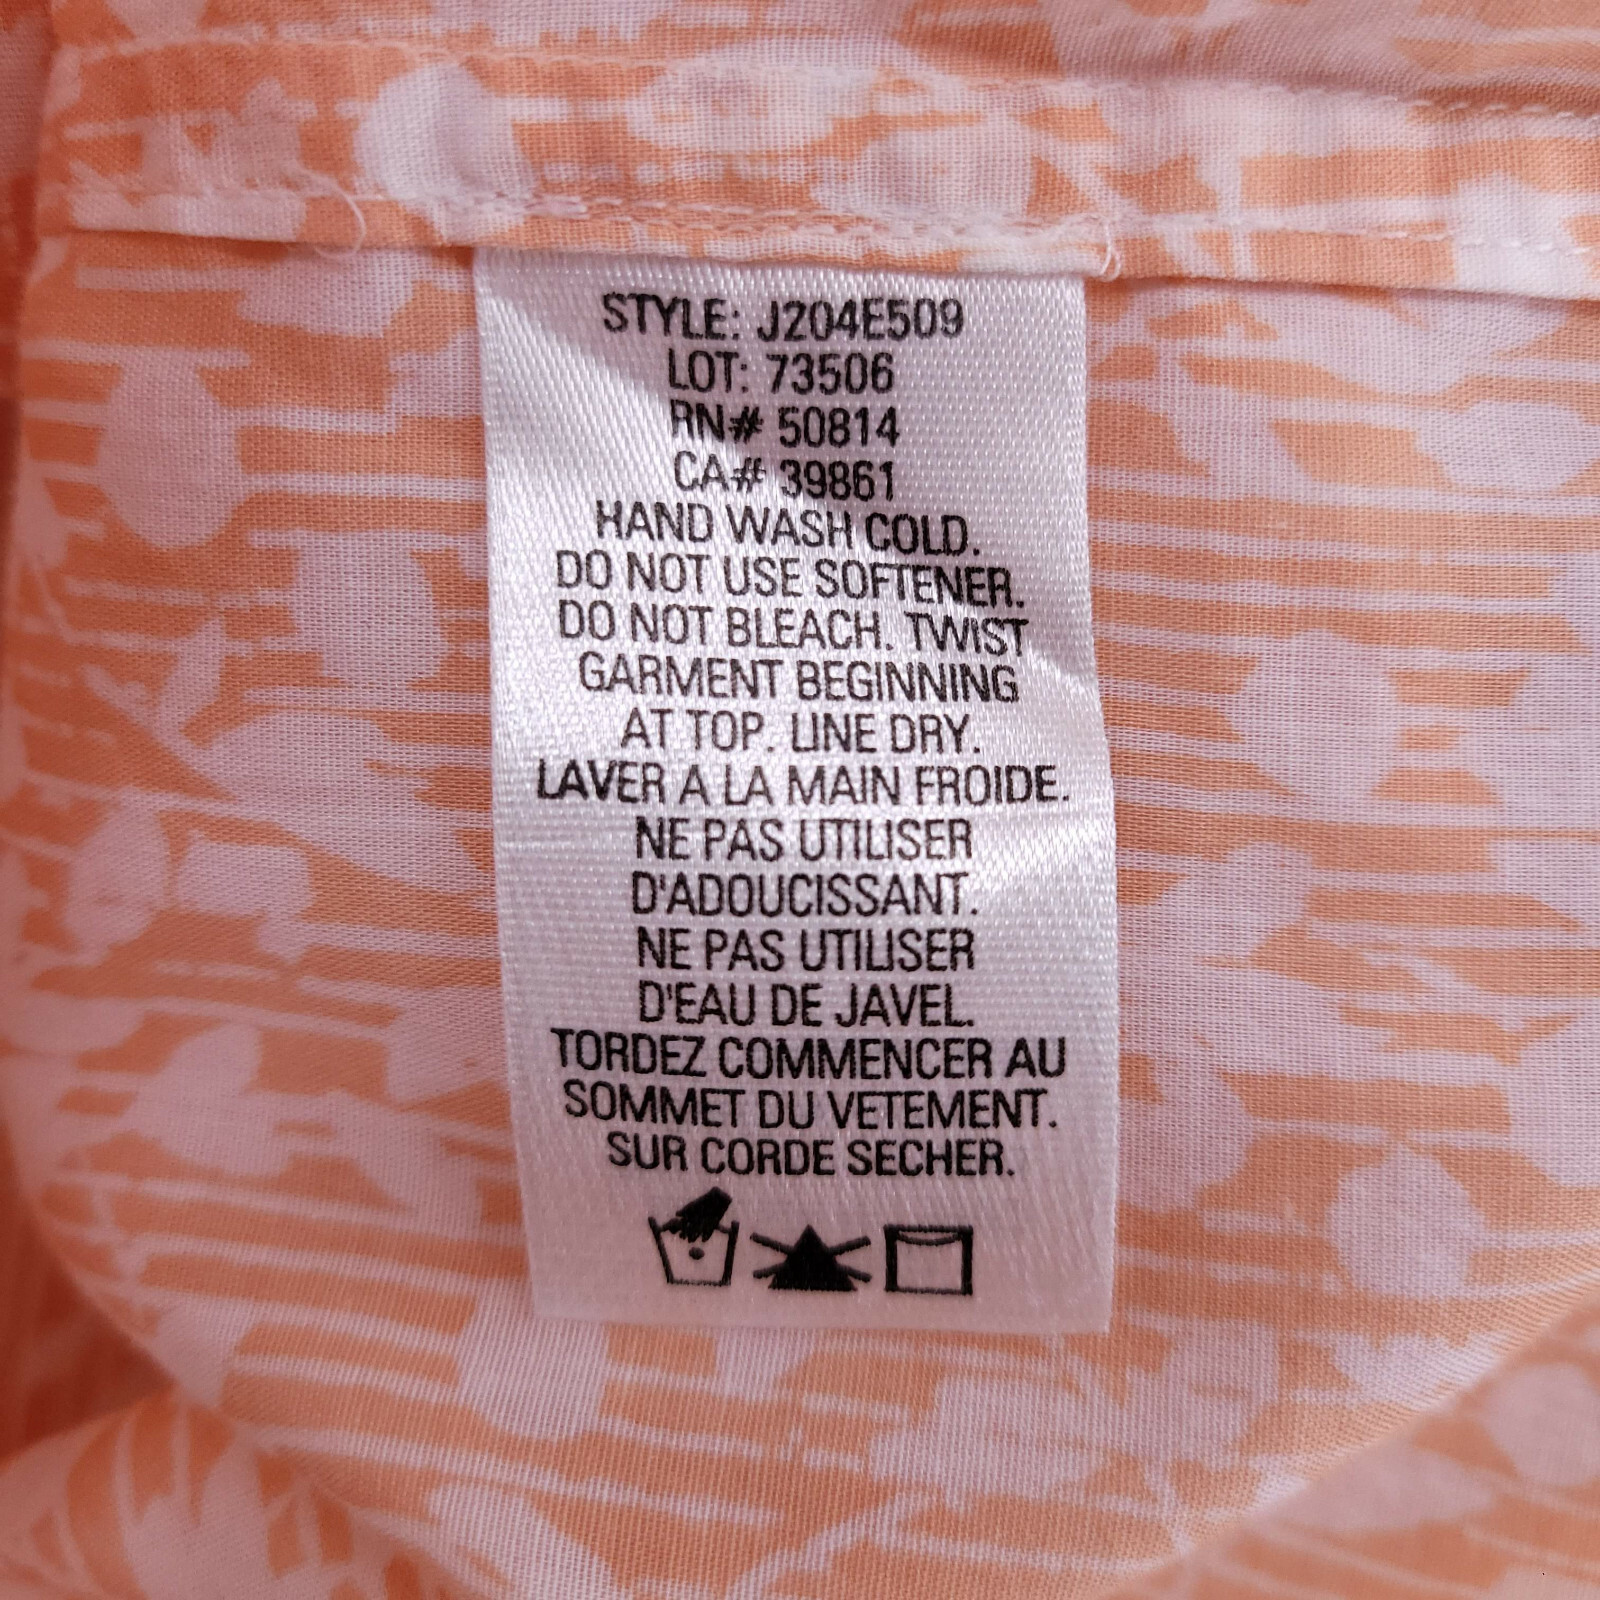 STYLE: J204E509
LOT: 73506
RN# 50814
CA# 39861
HAND WASH COLD.
DO NOT USE SOFTENER.
DO NOT BLEACH. TWIST
GARMENT BEGINNING
AT TOP. LINE DRY.
LAVER A LA MAIN FROIDE.
NE PAS UTILISER
D'ADOUCISSANT.
NE PAS UTILISER
D'EAU DE JAVEL.
TORDEZ COMMENCER AU
SOMMET DU VETEMENT.
SUR CORDE SECHER.